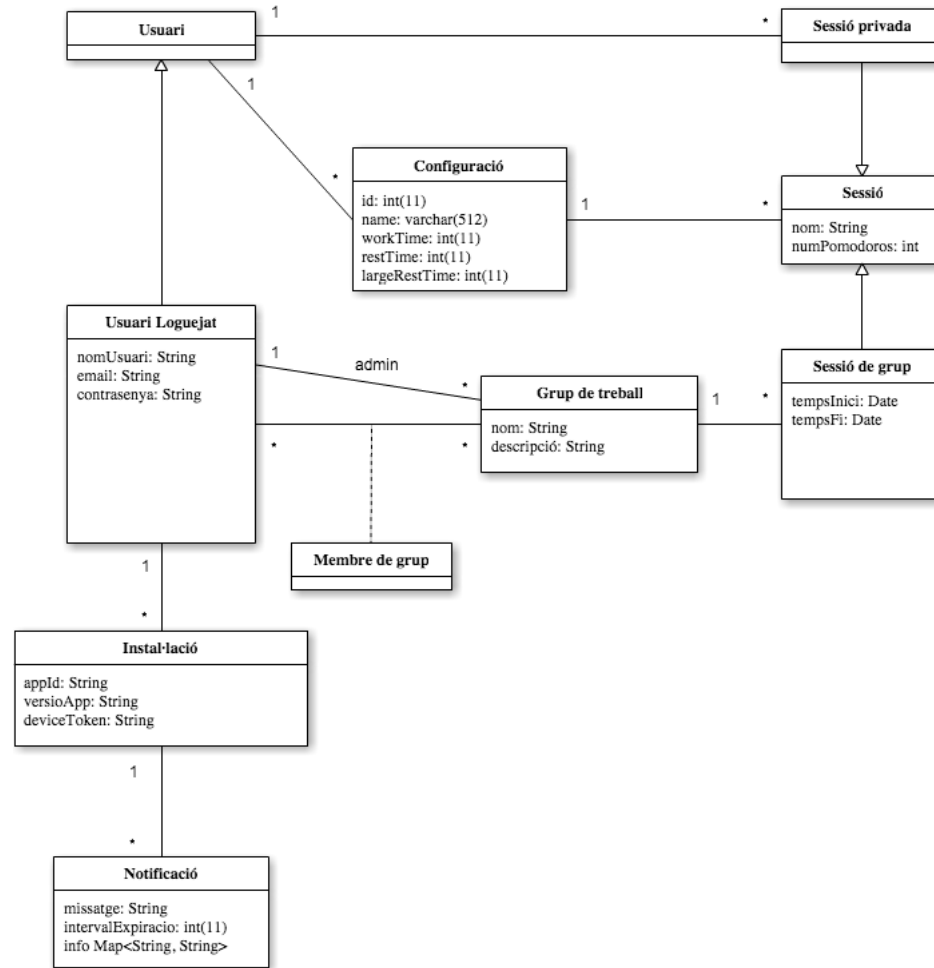 Usuari
1
*
Sessió privada
1
*
Configuració
id: int(11)
name: varchar(512)
workTime: int(11)
restTime: int(11)
largeRestTime: int(11)
1
*
Sessió
nom: String
numPomodoros: int
Usuari Loguejat
nomUsuari: String
email: String
contrasenya: String
1
admin
*
Grup de treball
nom: String
descripció: String
*
*
1
*
Sessió de grup
tempsInici: Date
tempsFi: Date
Membre de grup
1
*
Instal·lació
appId: String
versioApp: String
deviceToken: String
1
*
Notificació
missatge: String
intervalExpiracio: int(11)
info Map<String, String>